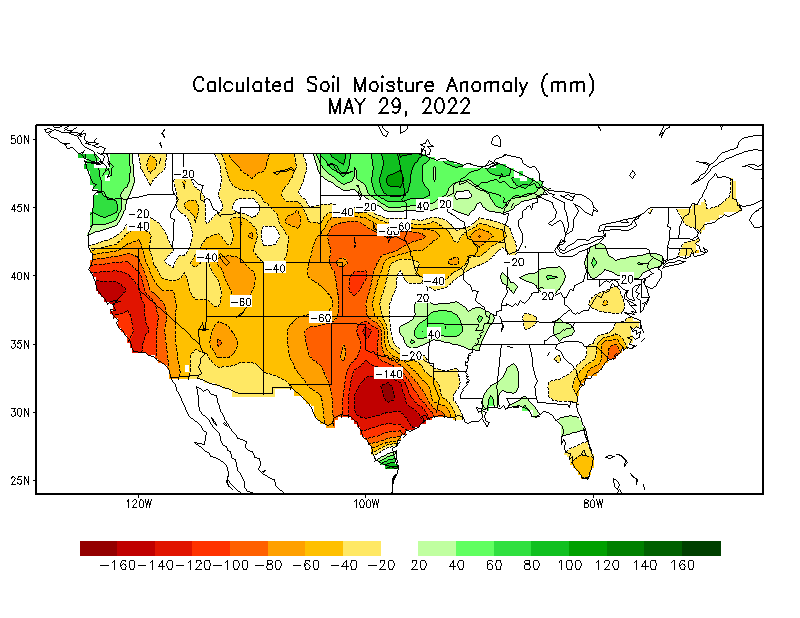 Calculated Soil Moisture Anomaly (mm)
MAY 29, 2022
50N
-20
45N
-20 -40 -40 -20 40 20
-40 -60
-40 -40 -20
40N
-40 -20
-60 20 20
-60
40
35N
-20
-140
30N
25N
120W 100W 80W
-160 -140 -120 -100 -80 -60 -40 -20 20 40 60 80 100 120 140 160